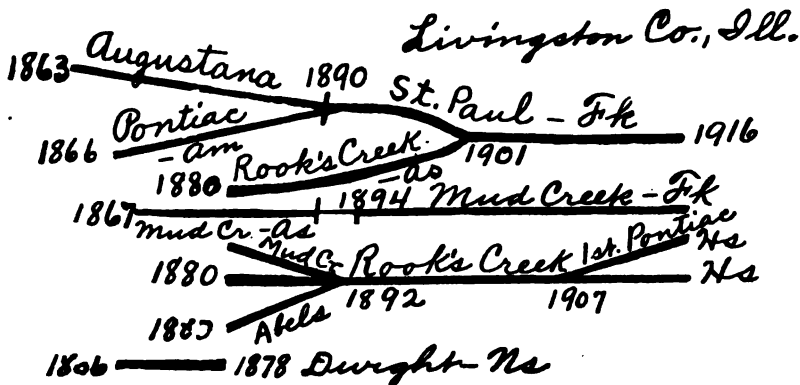 Livingston Co., Ill.
1863 Augustana 1890 St. Paul - Fk 1916
1866 Pontiac - Am 1901
1880 Rook's Creek - As
1867 Mud Cr. - As 1894 Mud Creek - Fk
1880 Mud Cr. Rook's Creek 1st. Pontiac Hs
Abels 1892 1907 Hs
1878 Dwight - Ns